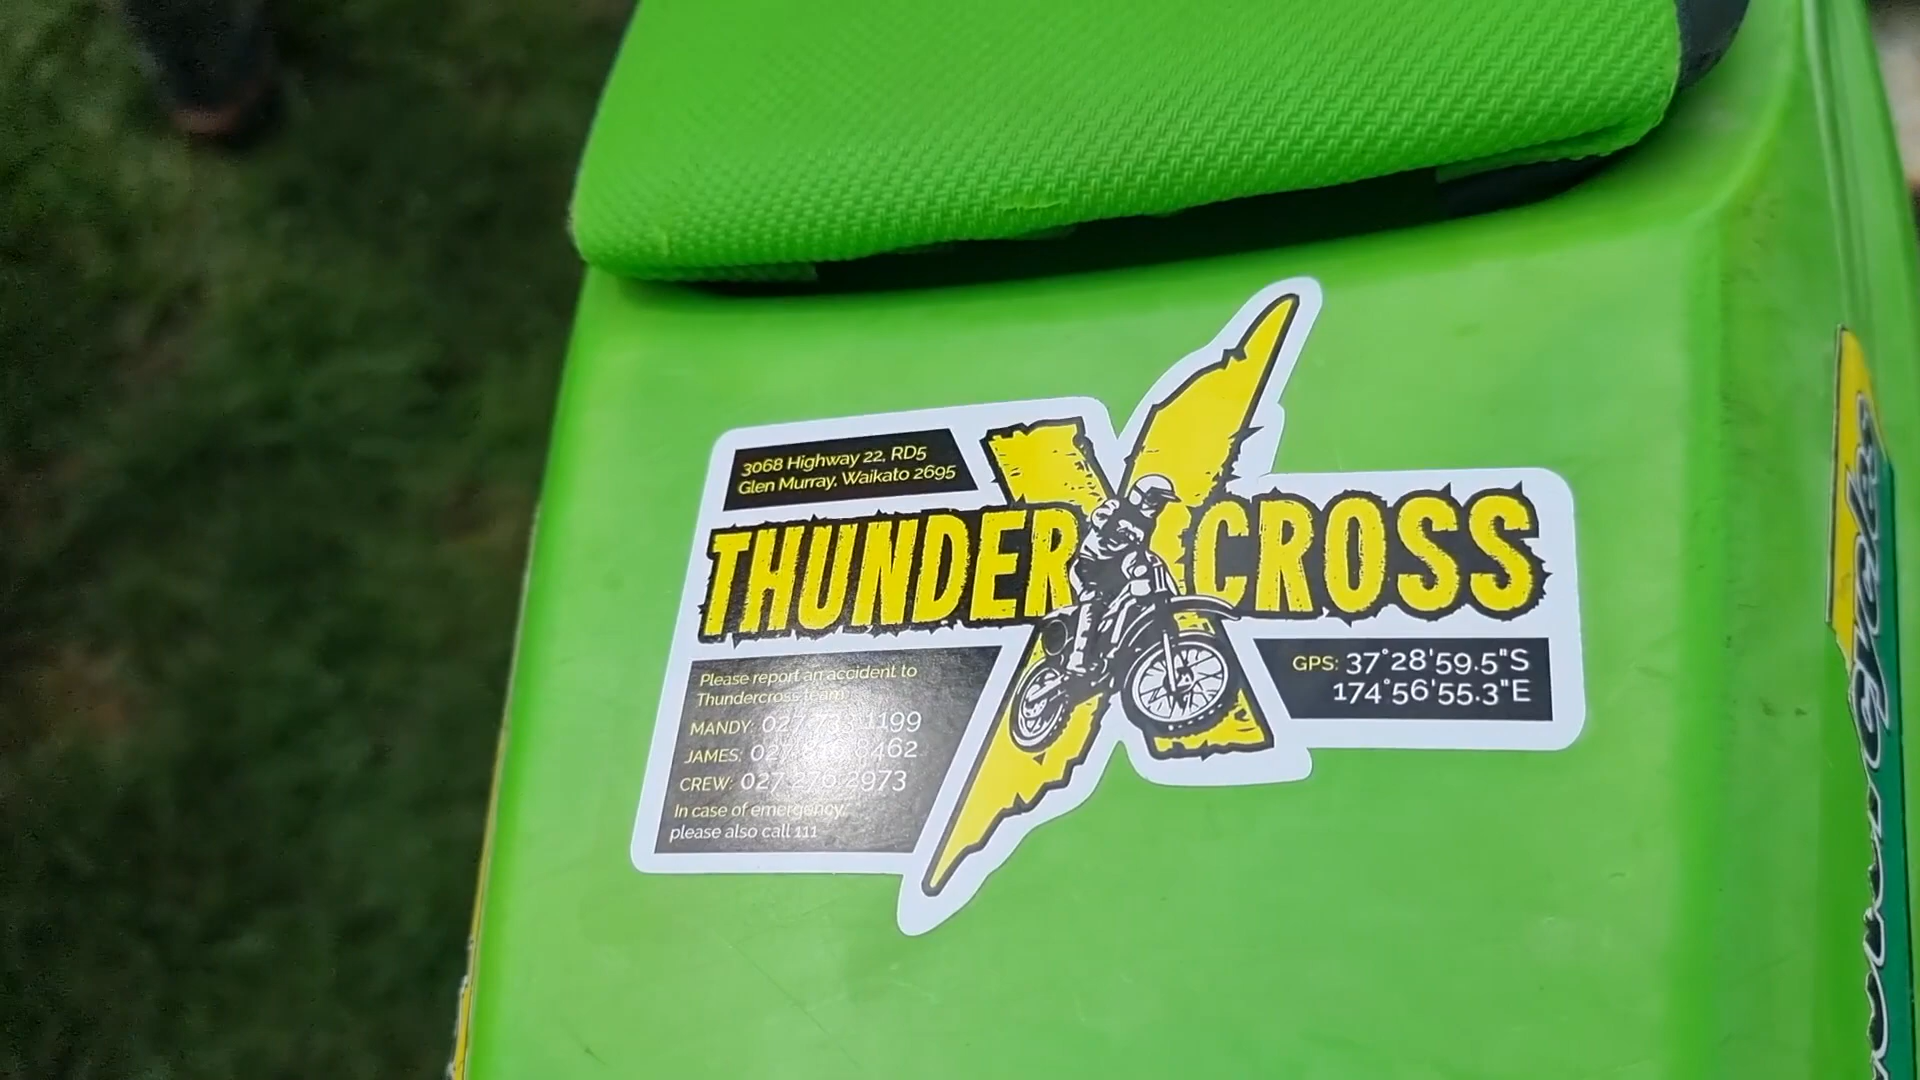 3068 Highway 22, RD5
Glen Murray, Waikato 2695
THUNDER X CROSS
Please report an accident to
Thundercross team:
MANDY: 027 733 1199
JAMES: 8462
CREW: 027 276 2973
In case of emergency,
please also call 111
GPS: 37°28'59.5"S
174°56'55.3"E